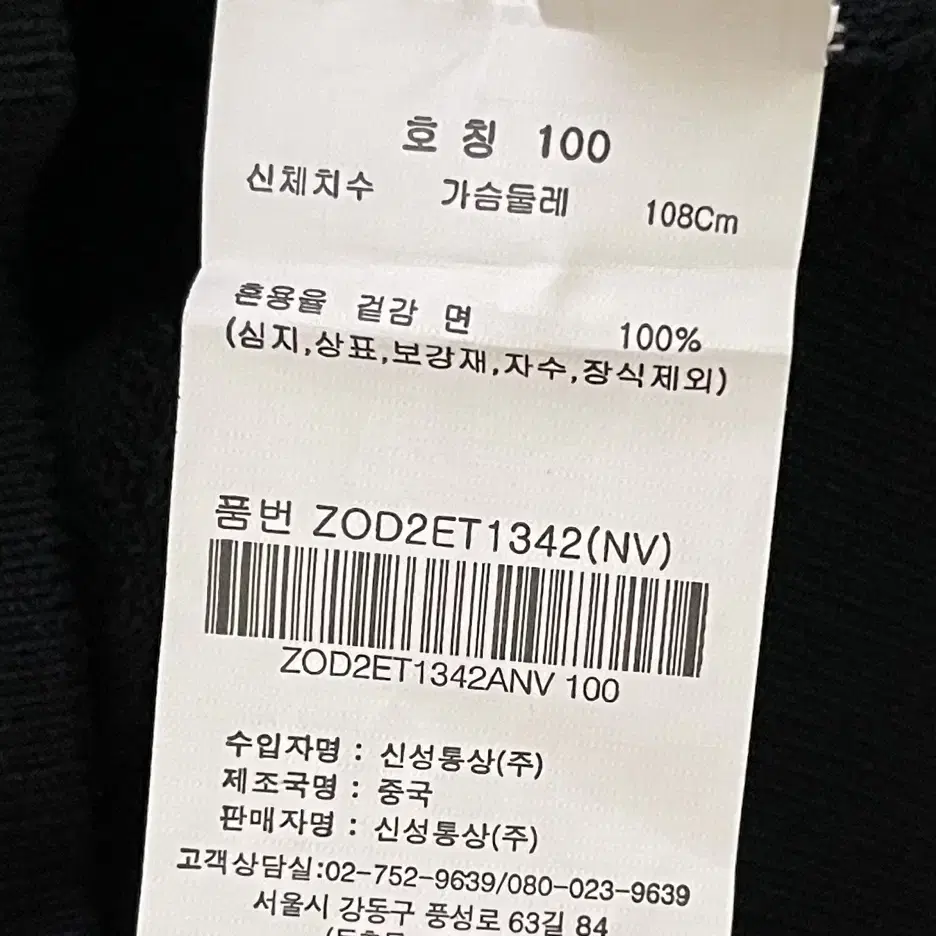 호 칭 100
신체치수 가슴둘레 108Cm
혼용율 겉감 면 100%
(심지,상표,보강재,자수,장식제외)
품번 ZOD2ET1342(NV)
ZOD2ET1342ANV 100
수입자명 : 신성통상(주)
제조국명 : 중국
판매자명 : 신성통상(주)
고객상담실:02-752-9639/080-023-9639
서울시 강동구 풍성로 63길 84